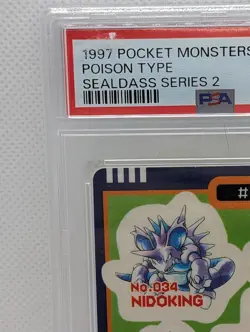 1997 POCKET MONSTERS
POISON TYPE
SEALDASS SERIES 2
PSA
#
No.034
NIDOKING